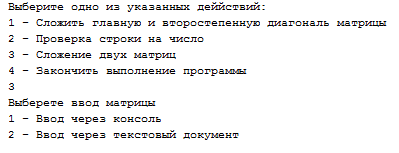 Выберите одно из указанных деййствий:
1 – Сложить главную и второстепенную диагональ матрицы
2 – Проверка строки на число
3 – Сложение двух матриц
4 – Закончить выполнение программы
3
Выберете ввод матрицы
1 – Ввод через консоль
2 – Ввод через текстовый документ